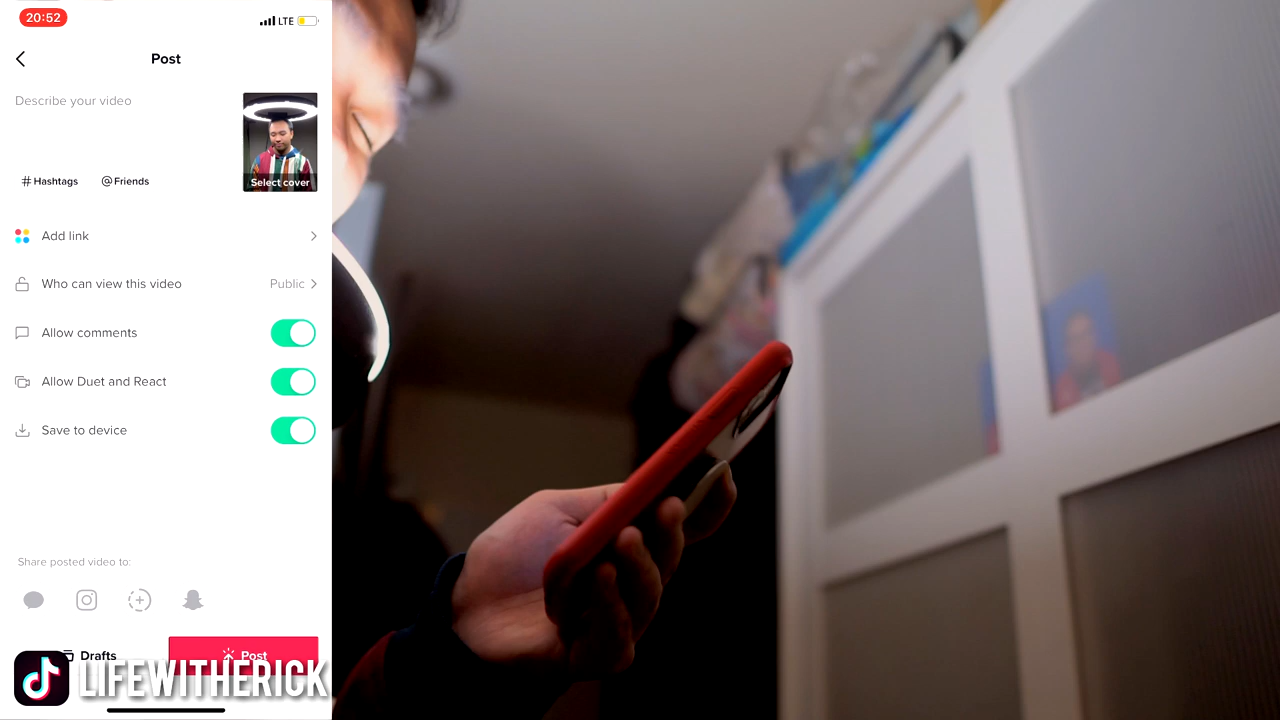 20:52
LTE
Post
Describe your video
Select cover
#Hashtags
@Friends
Add link
Who can view this video
Public
Allow comments
Allow Duet and React
Save to device
Share posted video to:
Drafts
Post
LIFEWITHERICK